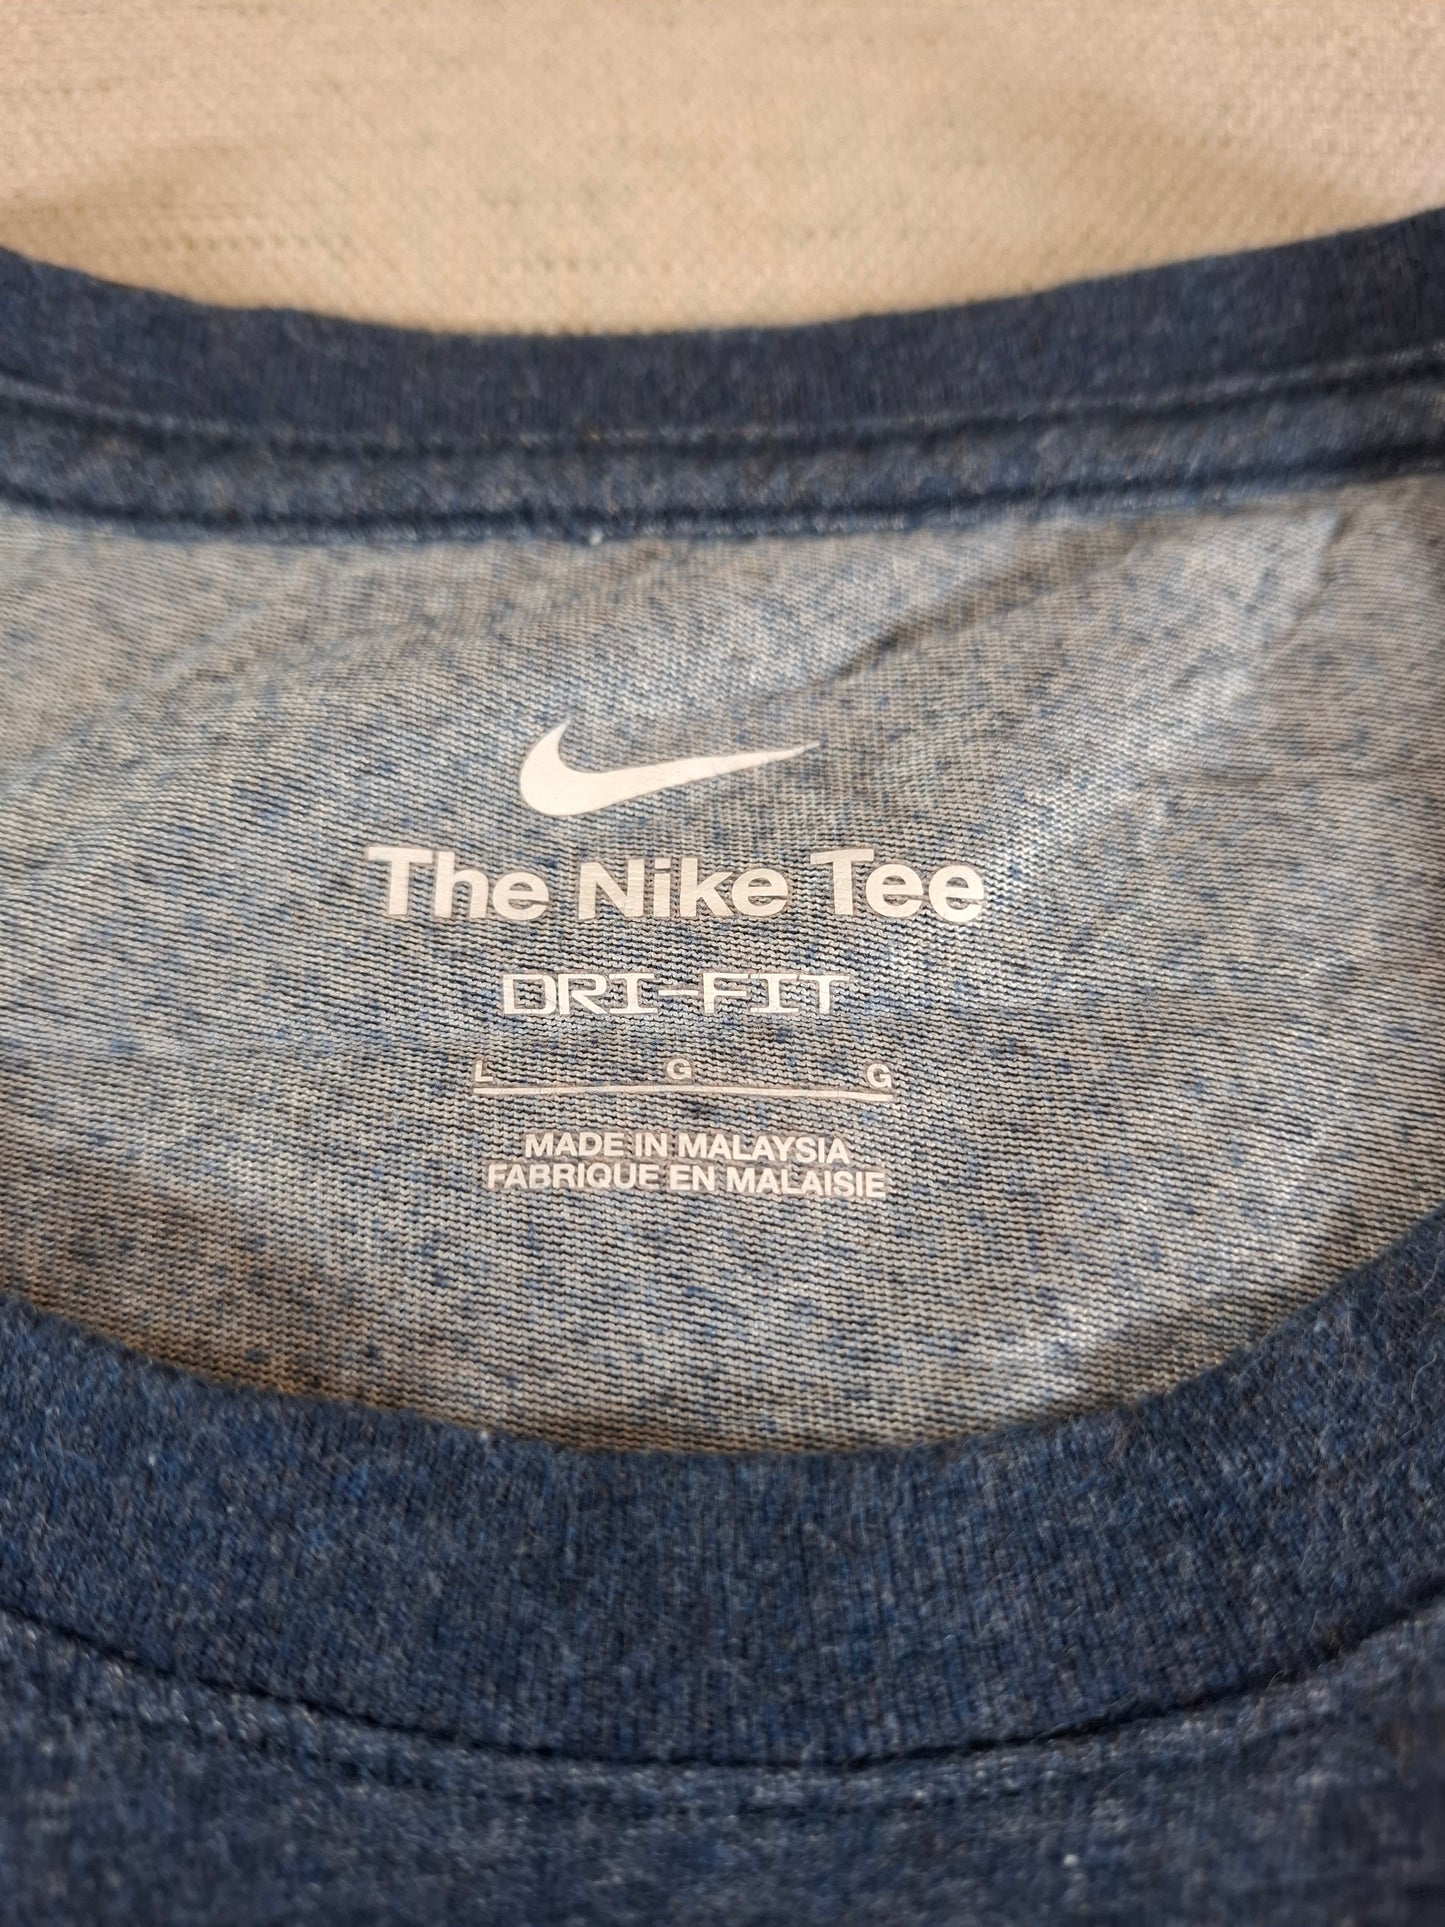 The Nike Tee
DRI-FIT
L G G
MADE IN MALAYSIA
FABRIQUE EN MALAISIE